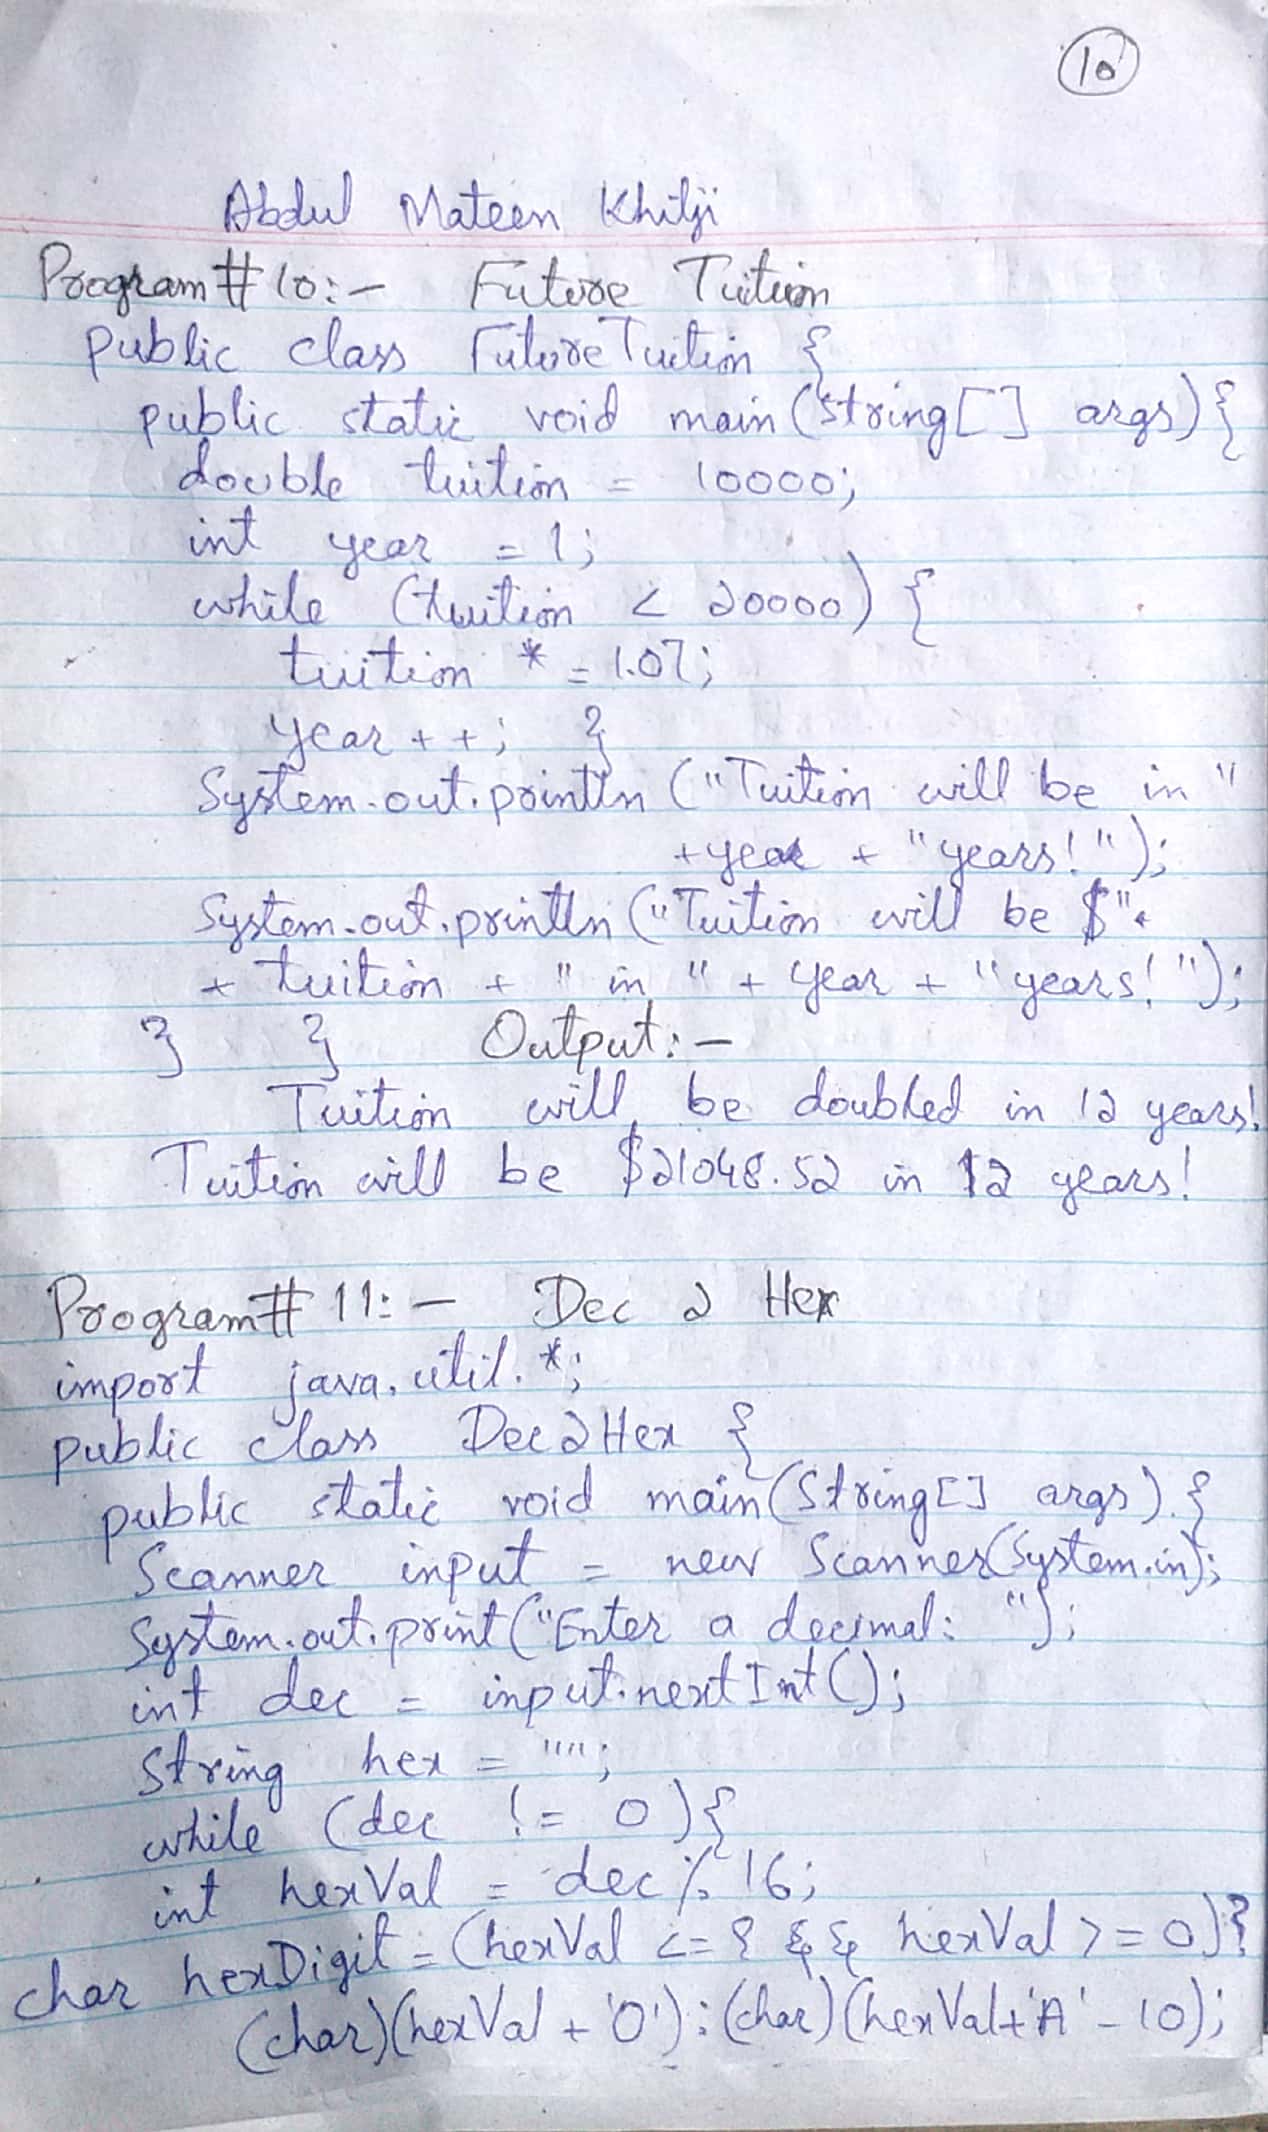 10
Abdul Mateen Khilji
Program # 10:- Future Tuition
public class FutureTuition {
public static void main (String[] args) {
double tuition = 10000;
int year = 1;
while (tuition < 20000) {
tuition * = 1.07;
year + +; }
System.out.println ("Tuition will be in "
+year + "years!");
System.out.println ("Tuition will be $"+
+ tuition + " in " + year + "years!");
} } Output:-
Tuition will be doubled in 12 years!
Tuition will be $21048.52 in 12 years!
Program # 11:- Dec 2 Hex
import java.util.*;
public class Dec2Hex {
public static void main(String[] args) {
Scanner input = new Scanner(System.in);
System.out.print("Enter a decimal: ");
int dec = input.nextInt();
String hex = "";
while (dec != 0){
int hexVal = dec % 16;
char hexDigit = (hexVal <= 9 && hexVal >= 0)?
(char)(hexVal + '0') : (char)(hexVal+'A' - 10);